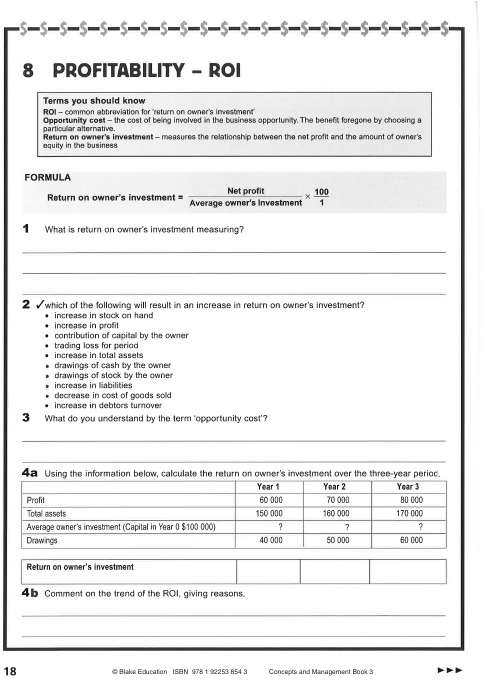 8 PROFITABILITY – ROI
Terms you should know
ROI – common abbreviation for 'return on owner's investment'
Opportunity cost – the cost of being involved in the business opportunity. The benefit foregone by choosing a
particular alternative.
Return on owner's investment – measures the relationship between the net profit and the amount of owner's
equity in the business
FORMULA
Return on owner's investment = Net profit / Average owner's Investment × 100 / 1
1 What is return on owner's investment measuring?
2 ✓which of the following will result in an increase in return on owner's investment?
• increase in stock on hand
• increase in profit
• contribution of capital by the owner
• trading loss for period
• increase in total assets
• drawings of cash by the owner
• drawings of stock by the owner
• increase in liabilities
• decrease in cost of goods sold
• increase in debtors turnover
3 What do you understand by the term 'opportunity cost'?
4a Using the information below, calculate the return on owner's investment over the three-year period.
Year 1 Year 2 Year 3
Profit 60 000 70 000 80 000
Total assets 150 000 160 000 170 000
Average owner's investment (Capital in Year 0 $100 000) ? ? ?
Drawings 40 000 50 000 60 000
Return on owner's investment
4b Comment on the trend of the ROI, giving reasons.
18 © Blake Education ISBN 978 1 92253 854 3 Concepts and Management Book 3